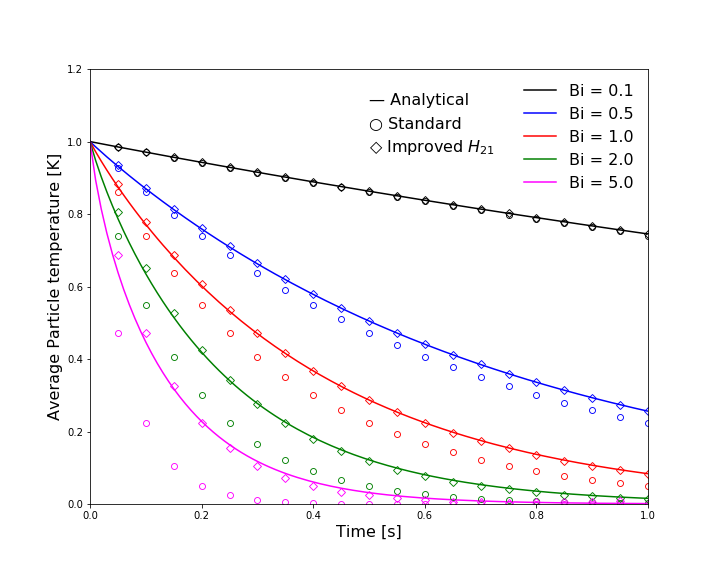 1.2
1.0
0.8
0.6
0.4
0.2
0.0
Average Particle temperature [K]
— Analytical
○ Standard
◇ Improved $H_{21}$
Bi = 0.1
Bi = 0.5
Bi = 1.0
Bi = 2.0
Bi = 5.0
0.0 0.2 0.4 0.6 0.8 1.0
Time [s]